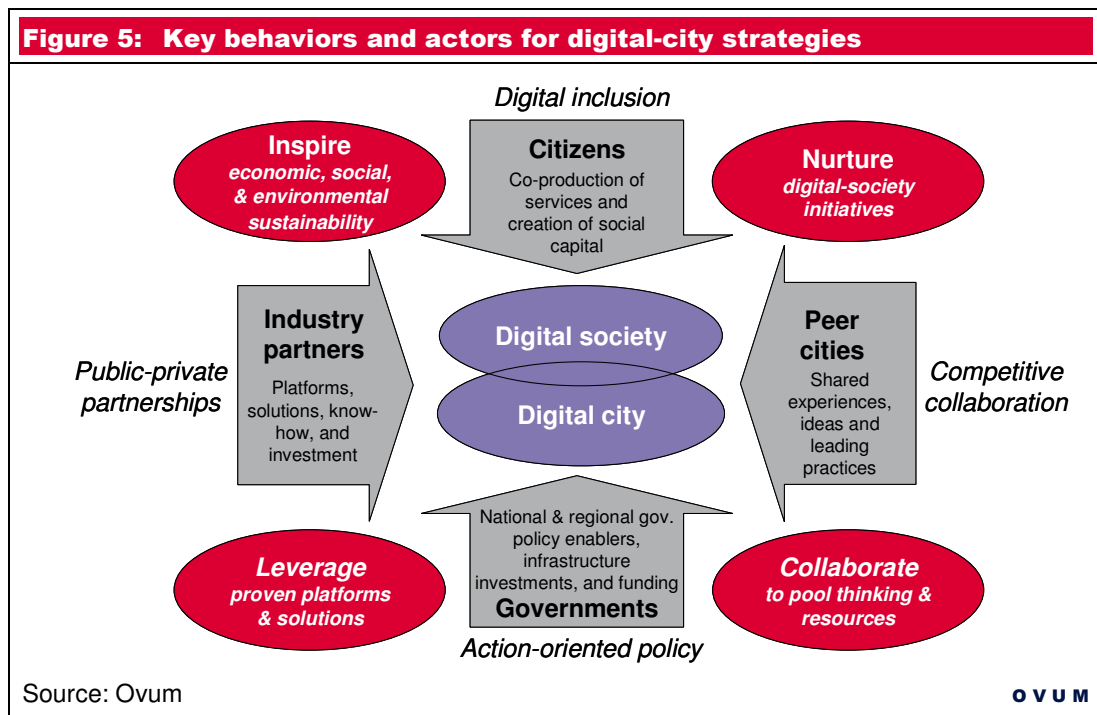 Figure 5: Key behaviors and actors for digital-city strategies
Digital inclusion
Inspire
economic, social,
& environmental
sustainability
Citizens
Co-production of
services and
creation of social
capital
Nurture
digital-society
initiatives
Public-private
partnerships
Industry
partners
Platforms,
solutions, know-
how, and
investment
Digital society
Digital city
Peer
cities
Shared
experiences,
ideas and
leading
practices
Competitive
collaboration
Leverage
proven platforms
& solutions
National & regional gov.
policy enablers,
infrastructure
investments, and funding
Governments
Action-oriented policy
Collaborate
to pool thinking &
resources
Source: Ovum
OVUM